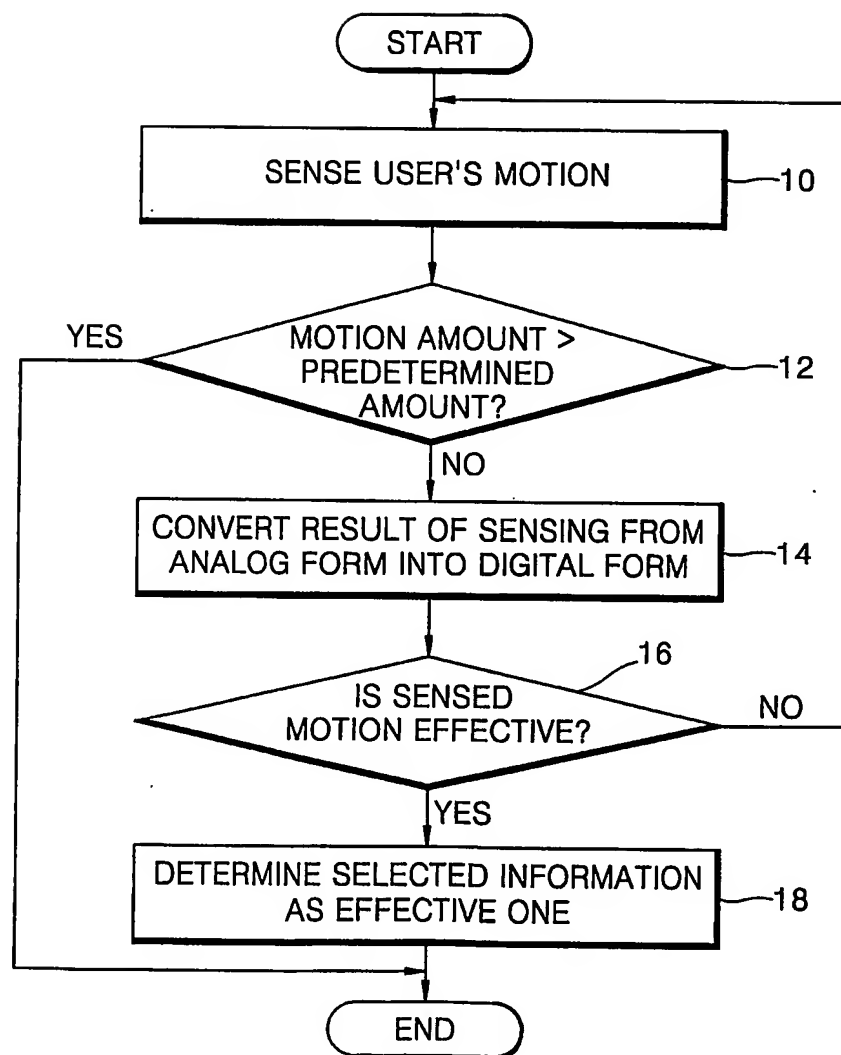 START
SENSE USER'S MOTION
10
YES
MOTION AMOUNT >
PREDETERMINED
AMOUNT?
12
NO
CONVERT RESULT OF SENSING FROM
ANALOG FORM INTO DIGITAL FORM
14
16
IS SENSED
MOTION EFFECTIVE?
NO
YES
DETERMINE SELECTED INFORMATION
AS EFFECTIVE ONE
18
END